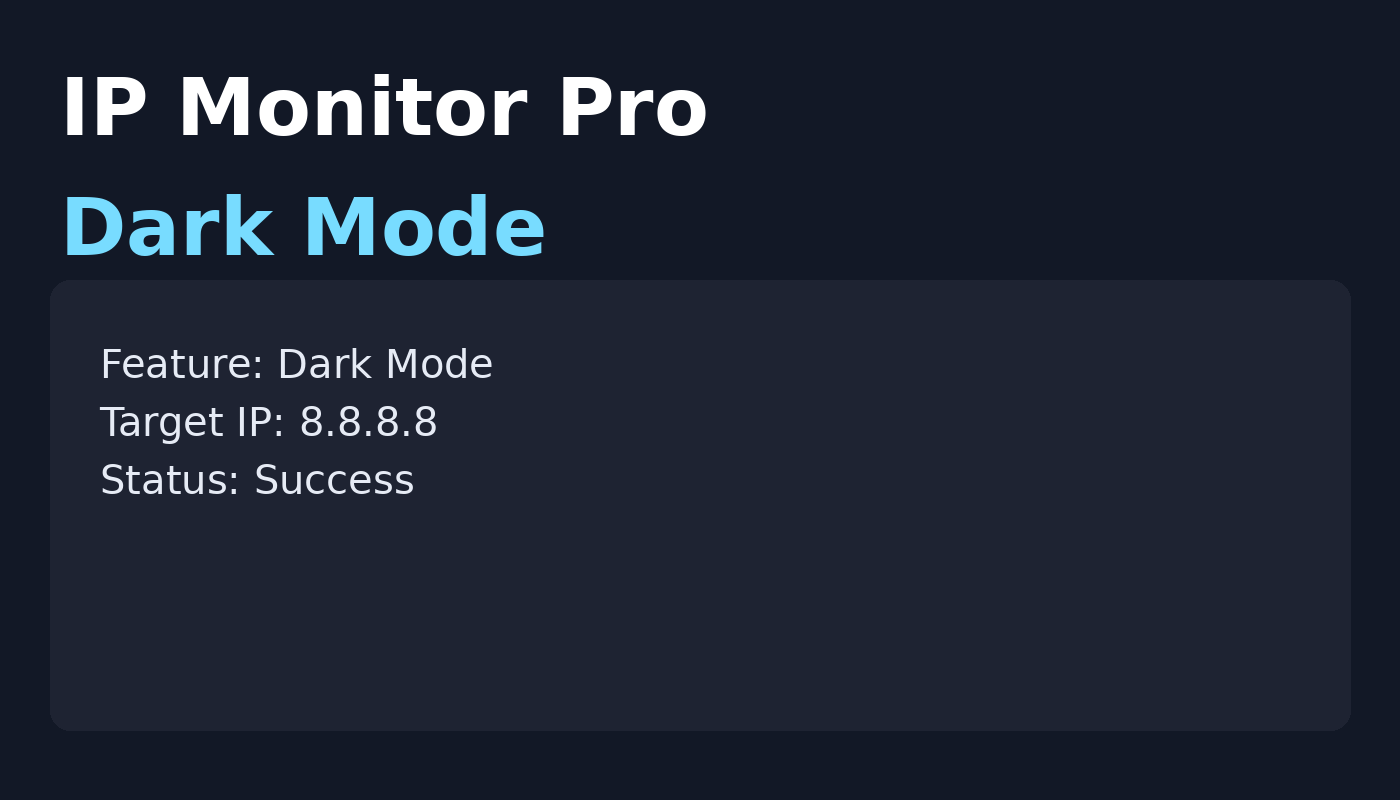 IP Monitor Pro
Dark Mode
Feature: Dark Mode
Target IP: 8.8.8.8
Status: Success